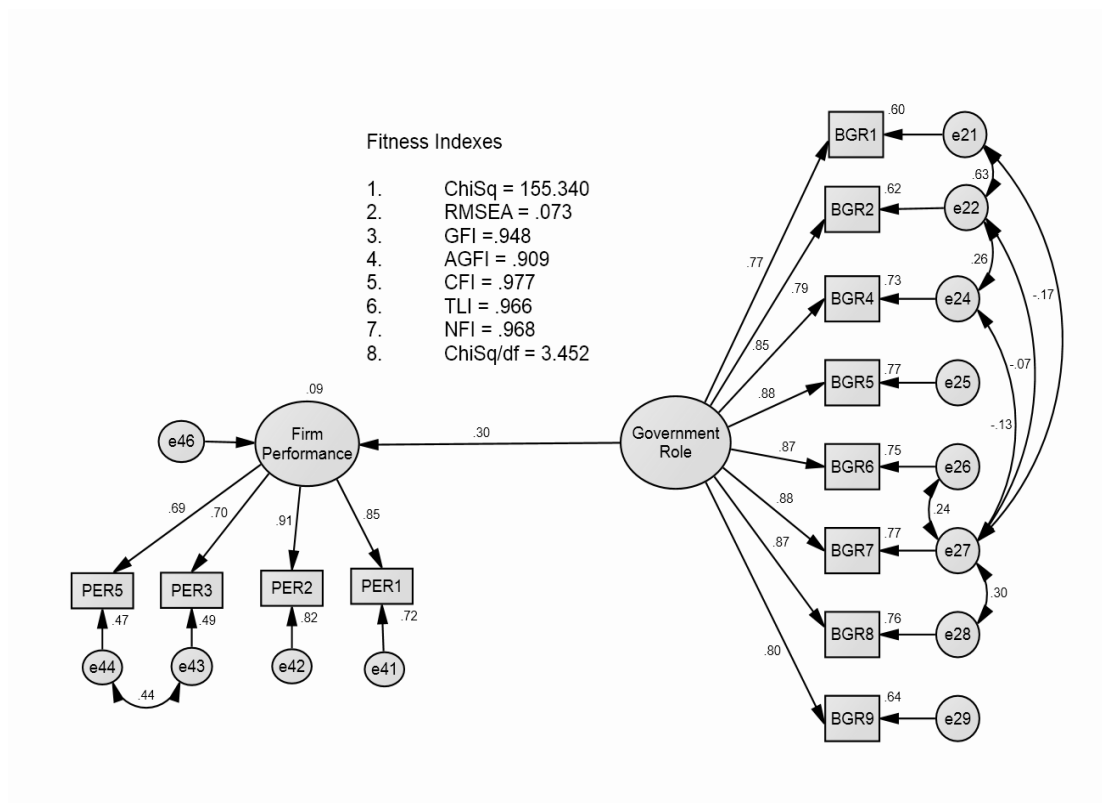 Fitness Indexes
1. ChiSq = 155.340
2. RMSEA = .073
3. GFI =.948
4. AGFI = .909
5. CFI = .977
6. TLI = .966
7. NFI = .968
8. ChiSq/df = 3.452
.60
BGR1
e21
.63
.62
BGR2
e22
.26
.73
BGR4
e24
-.17
-.07
.77
BGR5
e25
-.13
.75
BGR6
e26
.24
.77
BGR7
e27
.30
.76
BGR8
e28
.64
BGR9
e29
.77
.79
.85
.88
.87
.88
.87
.80
Government
Role
.30
.09
Firm
Performance
e46
.69
.70
.91
.85
PER5
PER3
PER2
PER1
.47
.49
.82
.72
e44
e43
e42
e41
.44